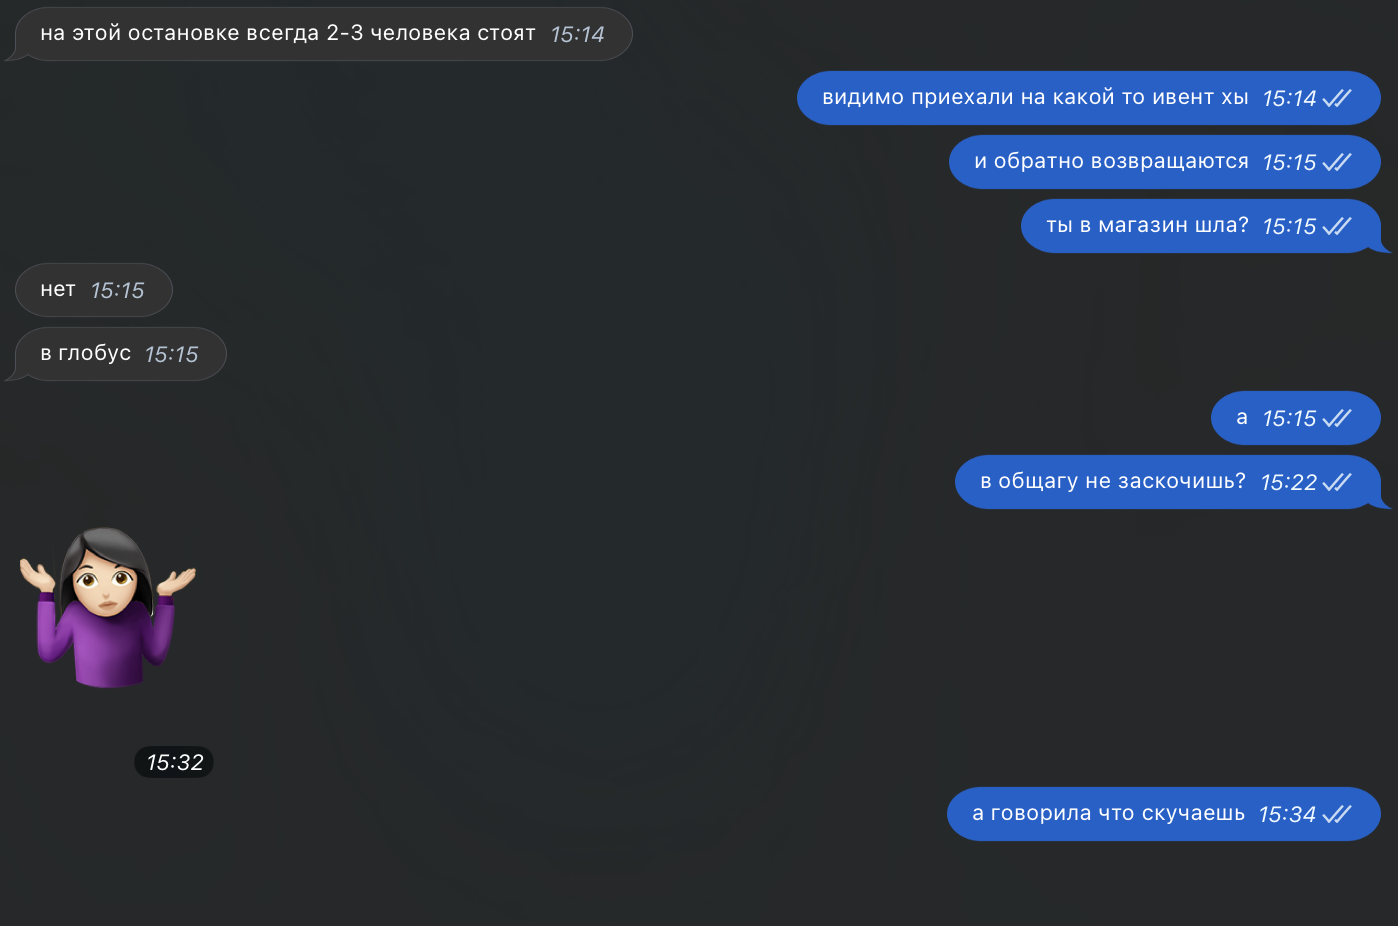 на этой остановке всегда 2-3 человека стоят 15:14
видимо приехали на какой то ивент хы 15:14
и обратно возвращаются 15:15
ты в магазин шла? 15:15
нет 15:15
в глобус 15:15
а 15:15
в общагу не заскочишь? 15:22
15:32
а говорила что скучаешь 15:34